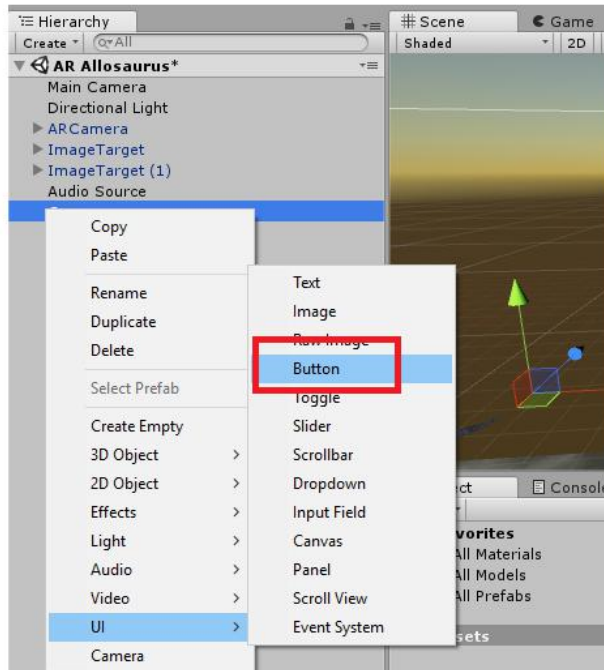 Hierarchy
Create
All
AR Allosaurus*
Main Camera
Directional Light
ARCamera
ImageTarget
ImageTarget (1)
Audio Source
Copy
Paste
Rename
Duplicate
Delete
Select Prefab
Create Empty
3D Object
2D Object
Effects
Light
Audio
Video
UI
Camera
Text
Image
Raw Image
Button
Toggle
Slider
Scrollbar
Dropdown
Input Field
Canvas
Panel
Scroll View
Event System
Scene
Game
Shaded
2D
Console
All Materials
All Models
All Prefabs